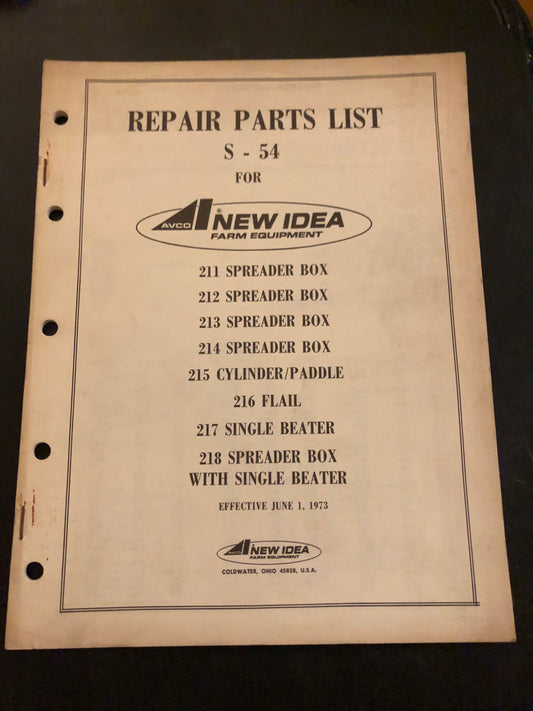 REPAIR PARTS LIST
S - 54
FOR
AVCO NEW IDEA ®
FARM EQUIPMENT
211 SPREADER BOX
212 SPREADER BOX
213 SPREADER BOX
214 SPREADER BOX
215 CYLINDER/PADDLE
216 FLAIL
217 SINGLE BEATER
218 SPREADER BOX
WITH SINGLE BEATER
EFFECTIVE JUNE 1, 1973
NEW IDEA
FARM EQUIPMENT
COLDWATER, OHIO 45828, U.S.A.